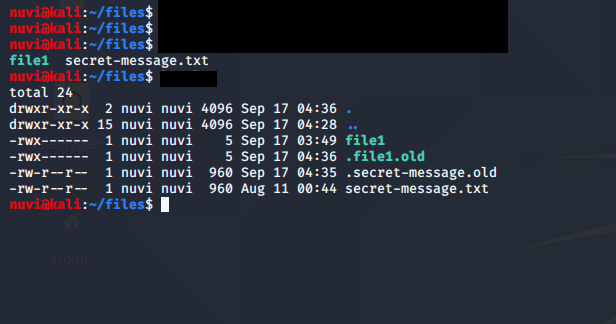 nuvi@kali:~/files$
nuvi@kali:~/files$
nuvi@kali:~/files$
file1  secret-message.txt
nuvi@kali:~/files$
total 24
drwxr-xr-x  2 nuvi nuvi 4096 Sep 17 04:36 .
drwxr-xr-x 15 nuvi nuvi 4096 Sep 17 04:28 ..
-rwx------  1 nuvi nuvi    5 Sep 17 03:49 file1
-rwx------  1 nuvi nuvi    5 Sep 17 04:36 .file1.old
-rw-r--r--  1 nuvi nuvi  960 Sep 17 04:35 .secret-message.old
-rw-r--r--  1 nuvi nuvi  960 Aug 11 00:44 secret-message.txt
nuvi@kali:~/files$
Home